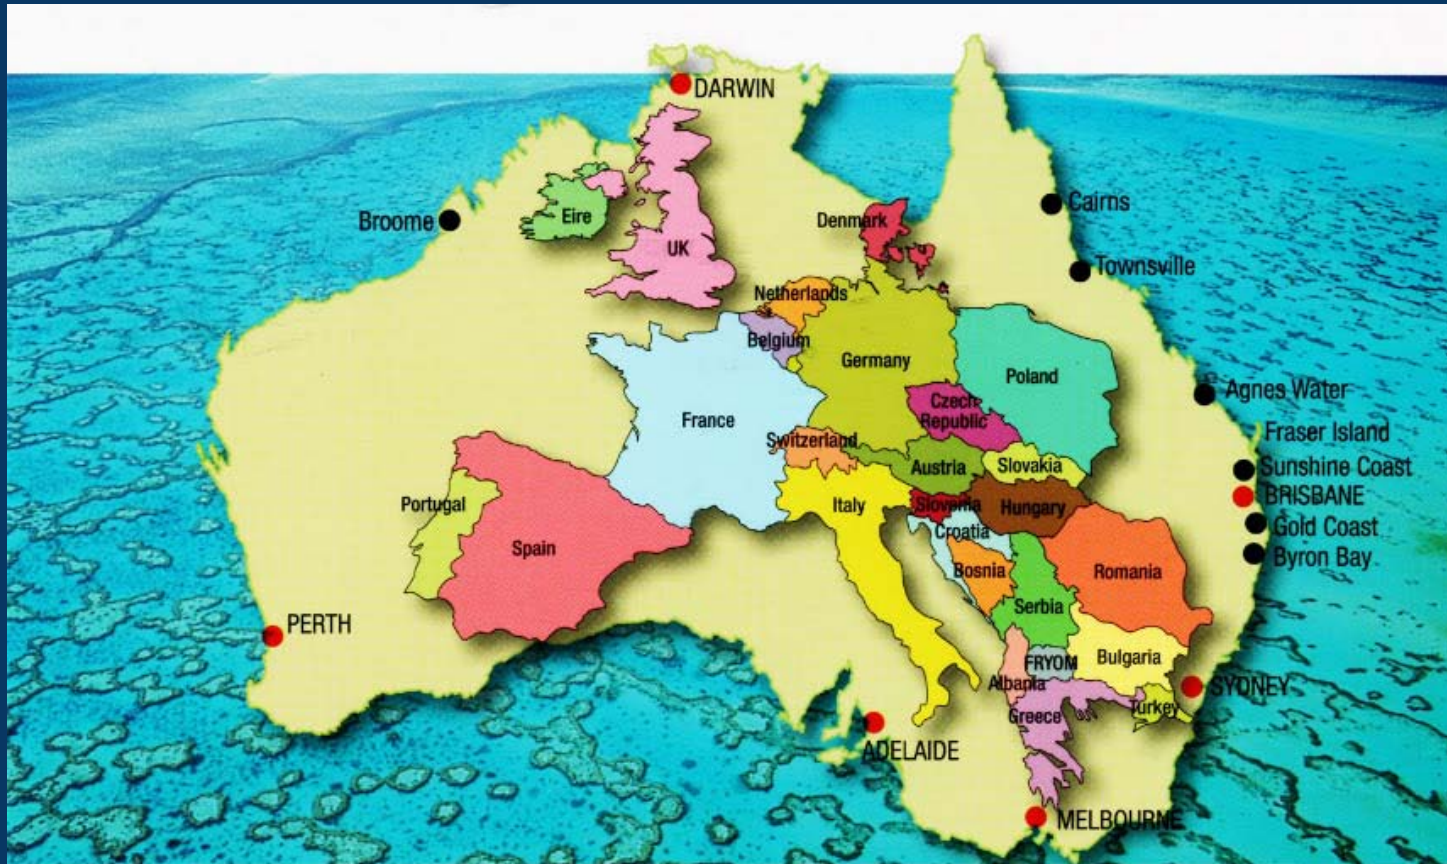 DARWIN
Broome
Cairns
Eire
Denmark
UK
Townsville
Netherlands
Belgium
Germany
Poland
Agnes Water
Czech
Republic
France
Fraser Island
Switzerland
Austria
Slovakia
Sunshine Coast
BRISBANE
Portugal
Italy
Slovenia
Hungary
Gold Coast
Croatia
Spain
Byron Bay
Bosnia
Romania
Serbia
PERTH
FRYOM
Bulgaria
Albania
SYDNEY
Greece
Turkey
ADELAIDE
MELBOURNE